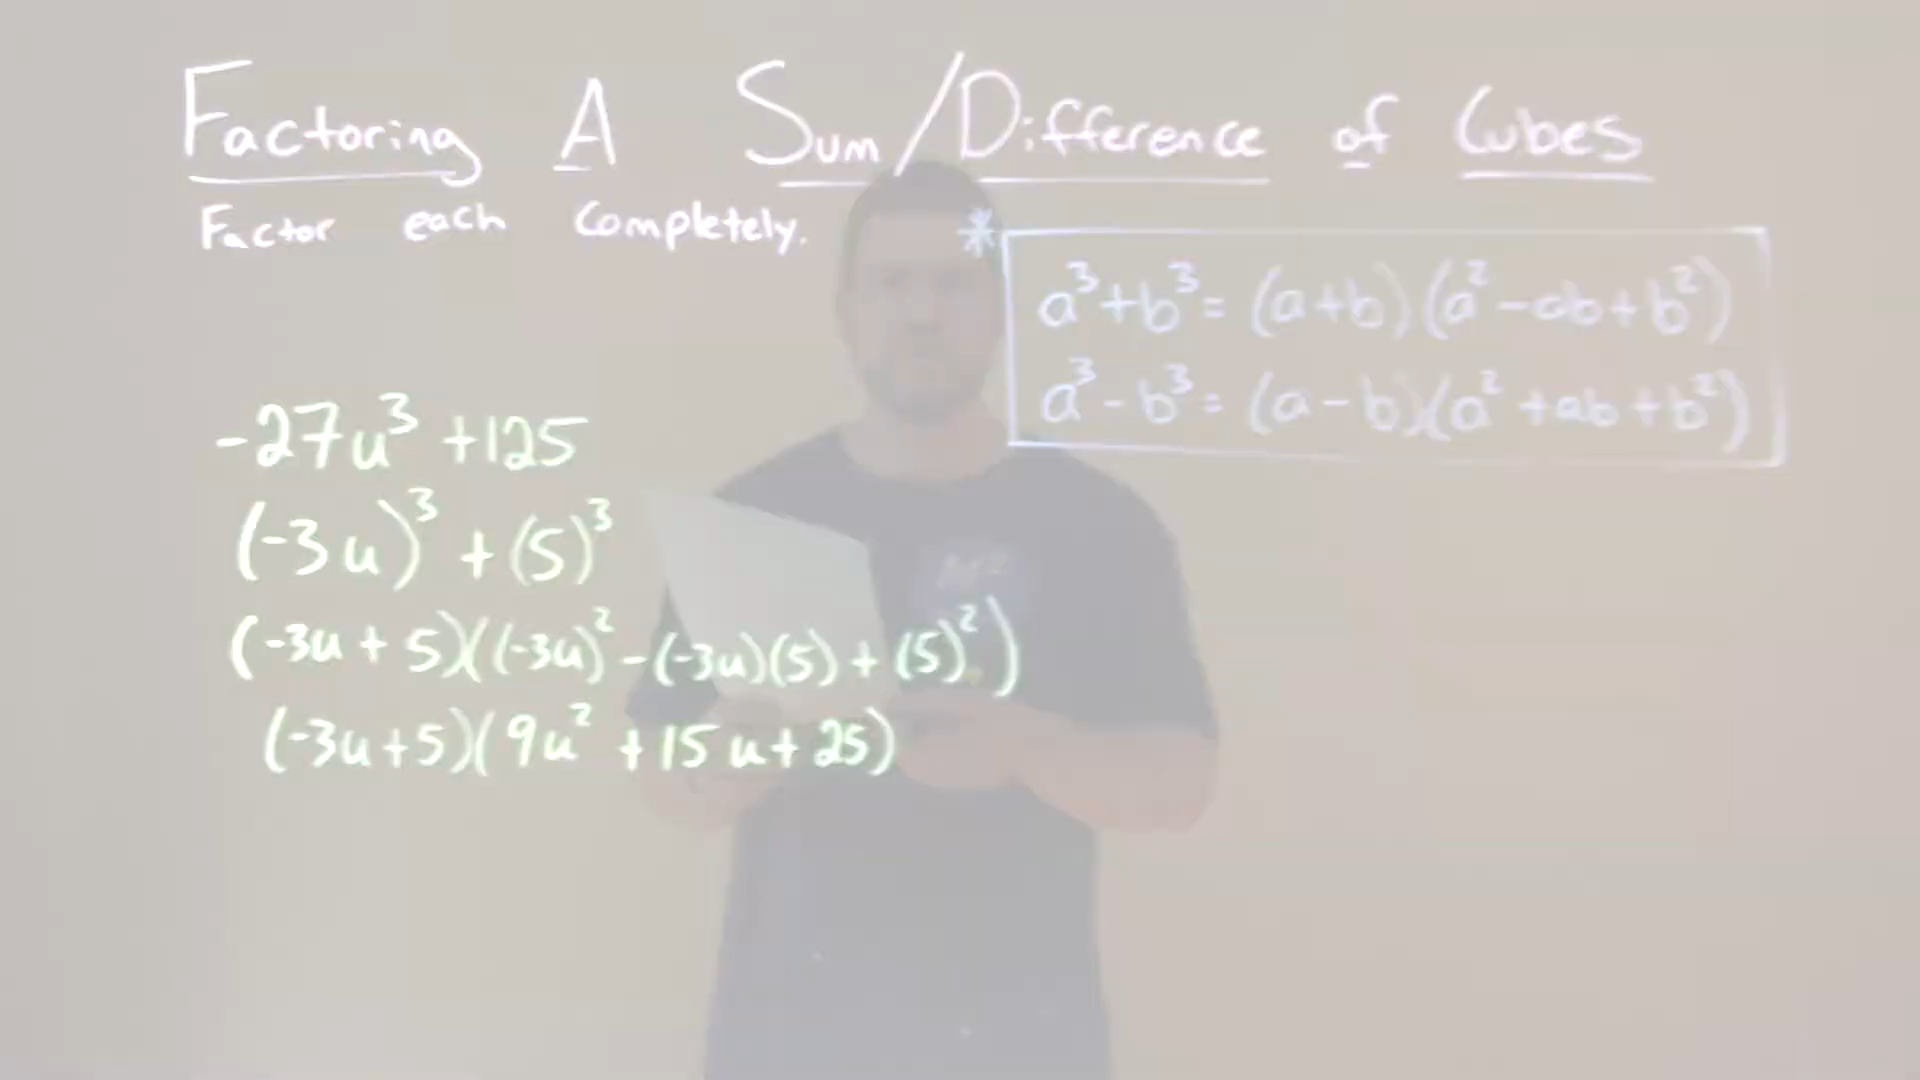 Factoring A Sum/Difference of Cubes
Factor each completely.
*
a³+b³= (a+b)(a²-ab+b²)
a³-b³= (a-b)(a²+ab+b²)
-27u³+125
(-3u)³+(5)³
(-3u+5)((-3u)²-(-3u)(5)+(5)²)
(-3u+5)(9u²+15u+25)